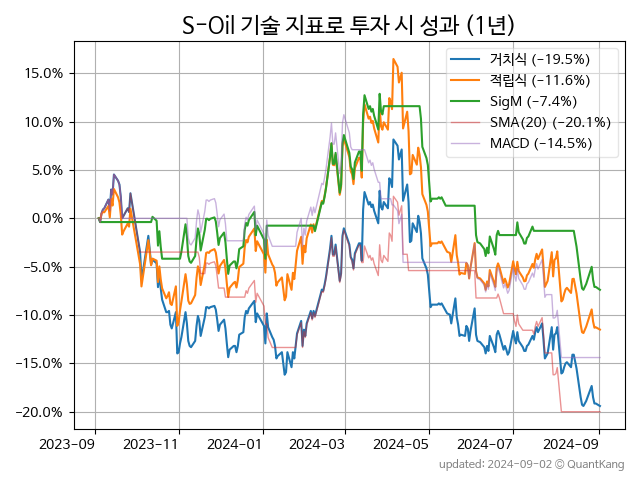 S-Oil 기술 지표로 투자 시 성과 (1년)
거치식 (−19.5%)
적립식 (−11.6%)
SigM (−7.4%)
SMA(20) (−20.1%)
MACD (−14.5%)
15.0%
10.0%
5.0%
0.0%
−5.0%
−10.0%
−15.0%
−20.0%
2023-09 2023-11 2024-01 2024-03 2024-05 2024-07 2024-09
updated: 2024-09-02 © QuantKang